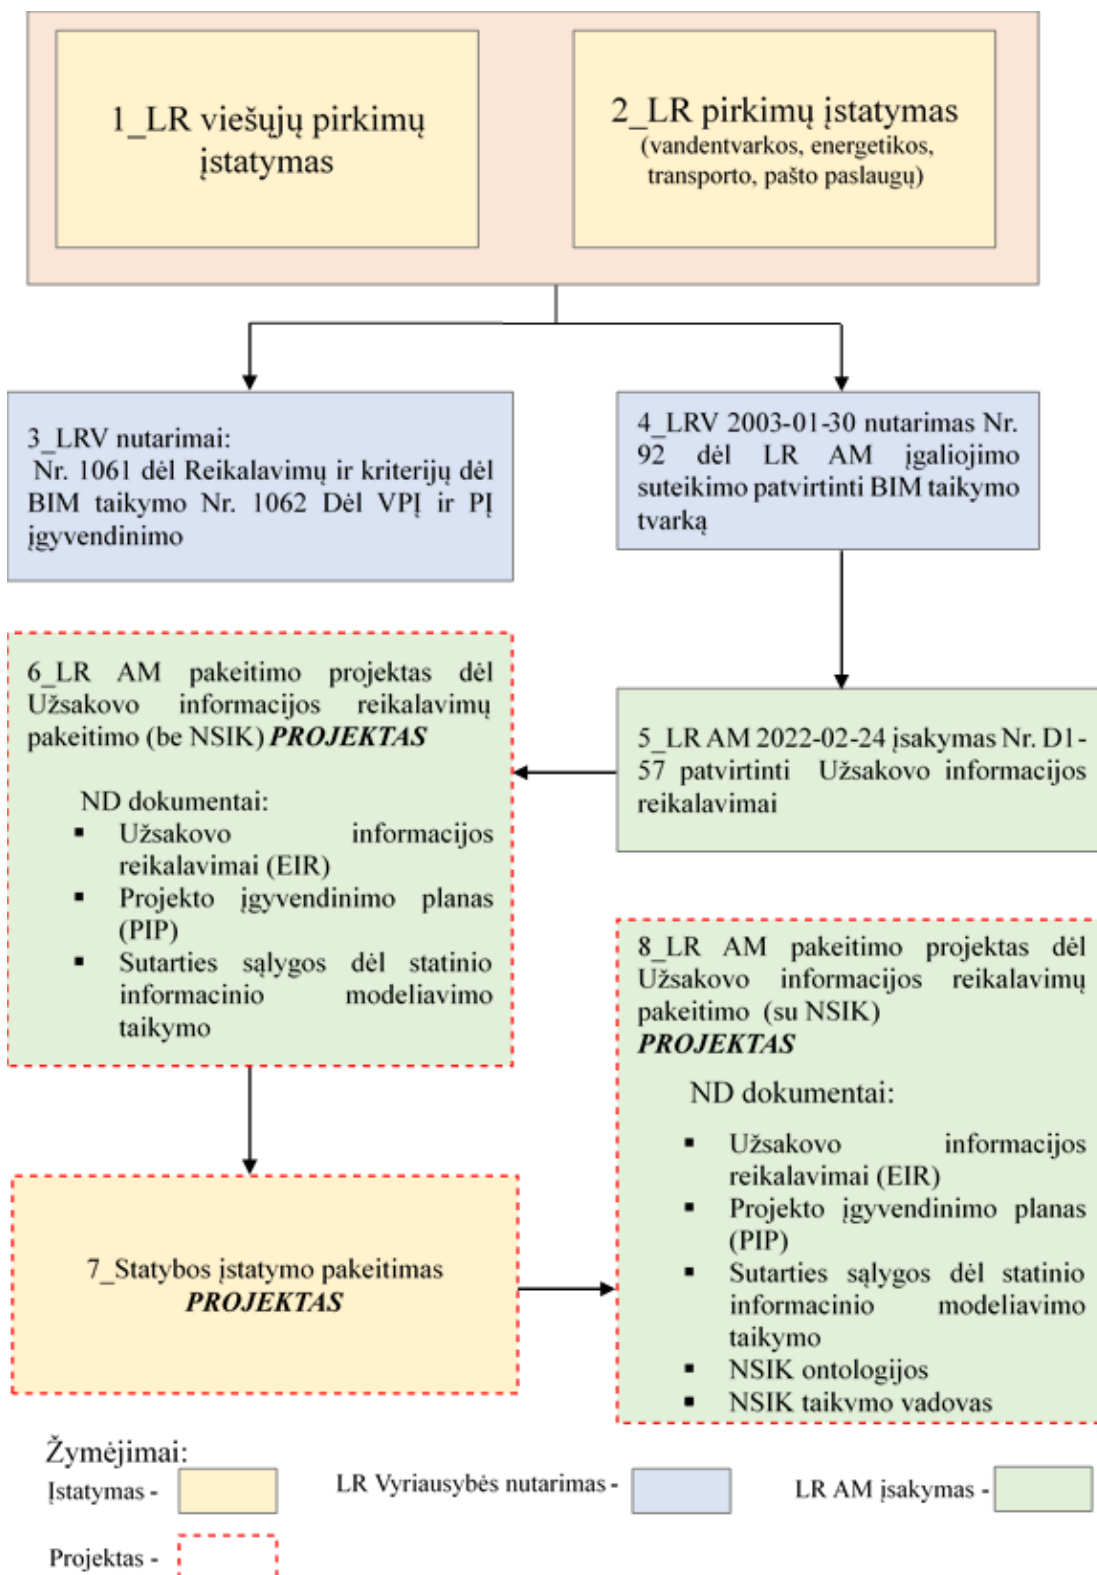 1_LR viešųjų pirkimų
įstatymas
2_LR pirkimų įstatymas
(vandentvarkos, energetikos,
transporto, pašto paslaugų)
3_LRV nutarimai:
Nr. 1061 dėl Reikalavimų ir kriterijų dėl
BIM taikymo Nr. 1062 Dėl VPĮ ir PĮ
įgyvendinimo
4_LRV 2003-01-30 nutarimas Nr.
92 dėl LR AM įgaliojimo
suteikimo patvirtinti BIM taikymo
tvarką
6_LR AM pakeitimo projektas dėl
Užsakovo informacijos reikalavimų
pakeitimo (be NSIK) PROJEKTAS
ND dokumentai:
▪ Užsakovo informacijos
reikalavimai (EIR)
▪ Projekto įgyvendinimo planas
(PIP)
▪ Sutarties sąlygos dėl statinio
informacinio modeliavimo
taikymo
5_LR AM 2022-02-24 įsakymas Nr. D1-
57 patvirtinti Užsakovo informacijos
reikalavimai
8_LR AM pakeitimo projektas dėl
Užsakovo informacijos reikalavimų
pakeitimo (su NSIK)
PROJEKTAS
ND dokumentai:
▪ Užsakovo informacijos
reikalavimai (EIR)
▪ Projekto įgyvendinimo planas
(PIP)
▪ Sutarties sąlygos dėl statinio
informacinio modeliavimo
taikymo
▪ NSIK ontologijos
▪ NSIK taikymo vadovas
7_Statybos įstatymo pakeitimas
PROJEKTAS
Žymėjimai:
Įstatymas -
LR Vyriausybės nutarimas -
LR AM įsakymas -
Projektas -